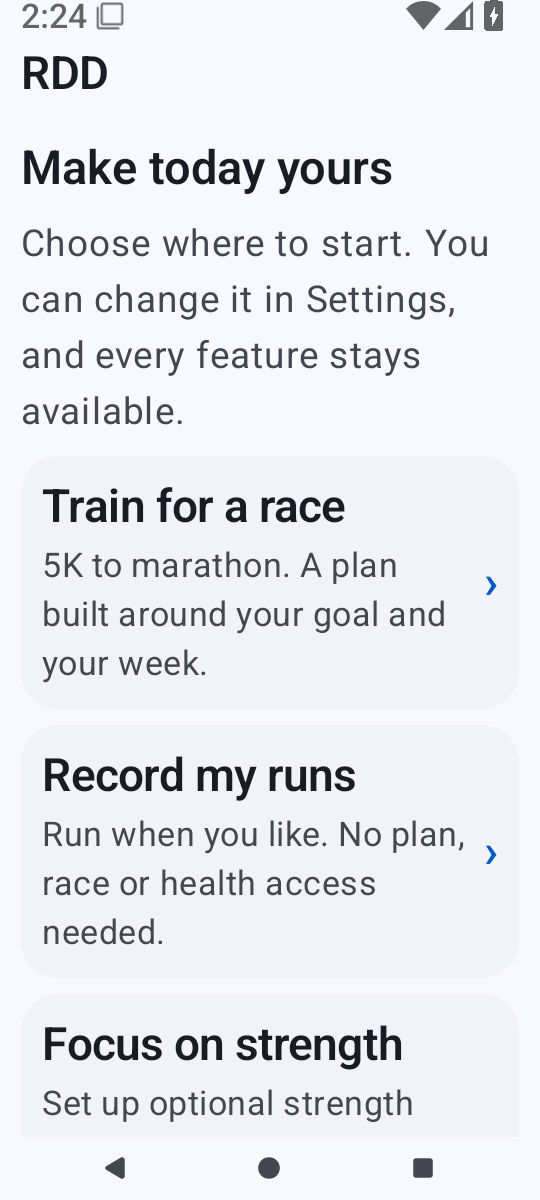 2:24
RDD
Make today yours
Choose where to start. You
can change it in Settings,
and every feature stays
available.
Train for a race
5K to marathon. A plan
built around your goal and
your week.
Record my runs
Run when you like. No plan,
race or health access
needed.
Focus on strength
Set up optional strength